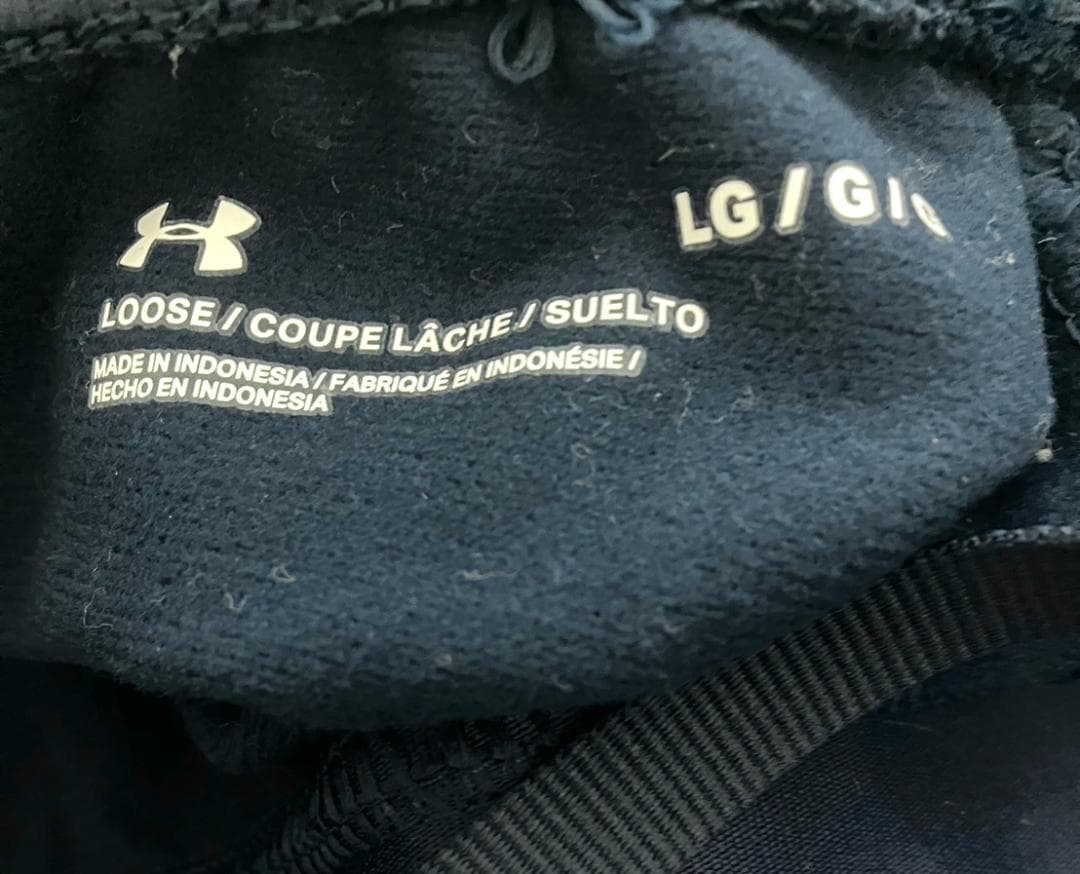 LG / G / G
LOOSE / COUPE LÂCHE / SUELTO
MADE IN INDONESIA / FABRIQUÉ EN INDONÉSIE /
HECHO EN INDONESIA